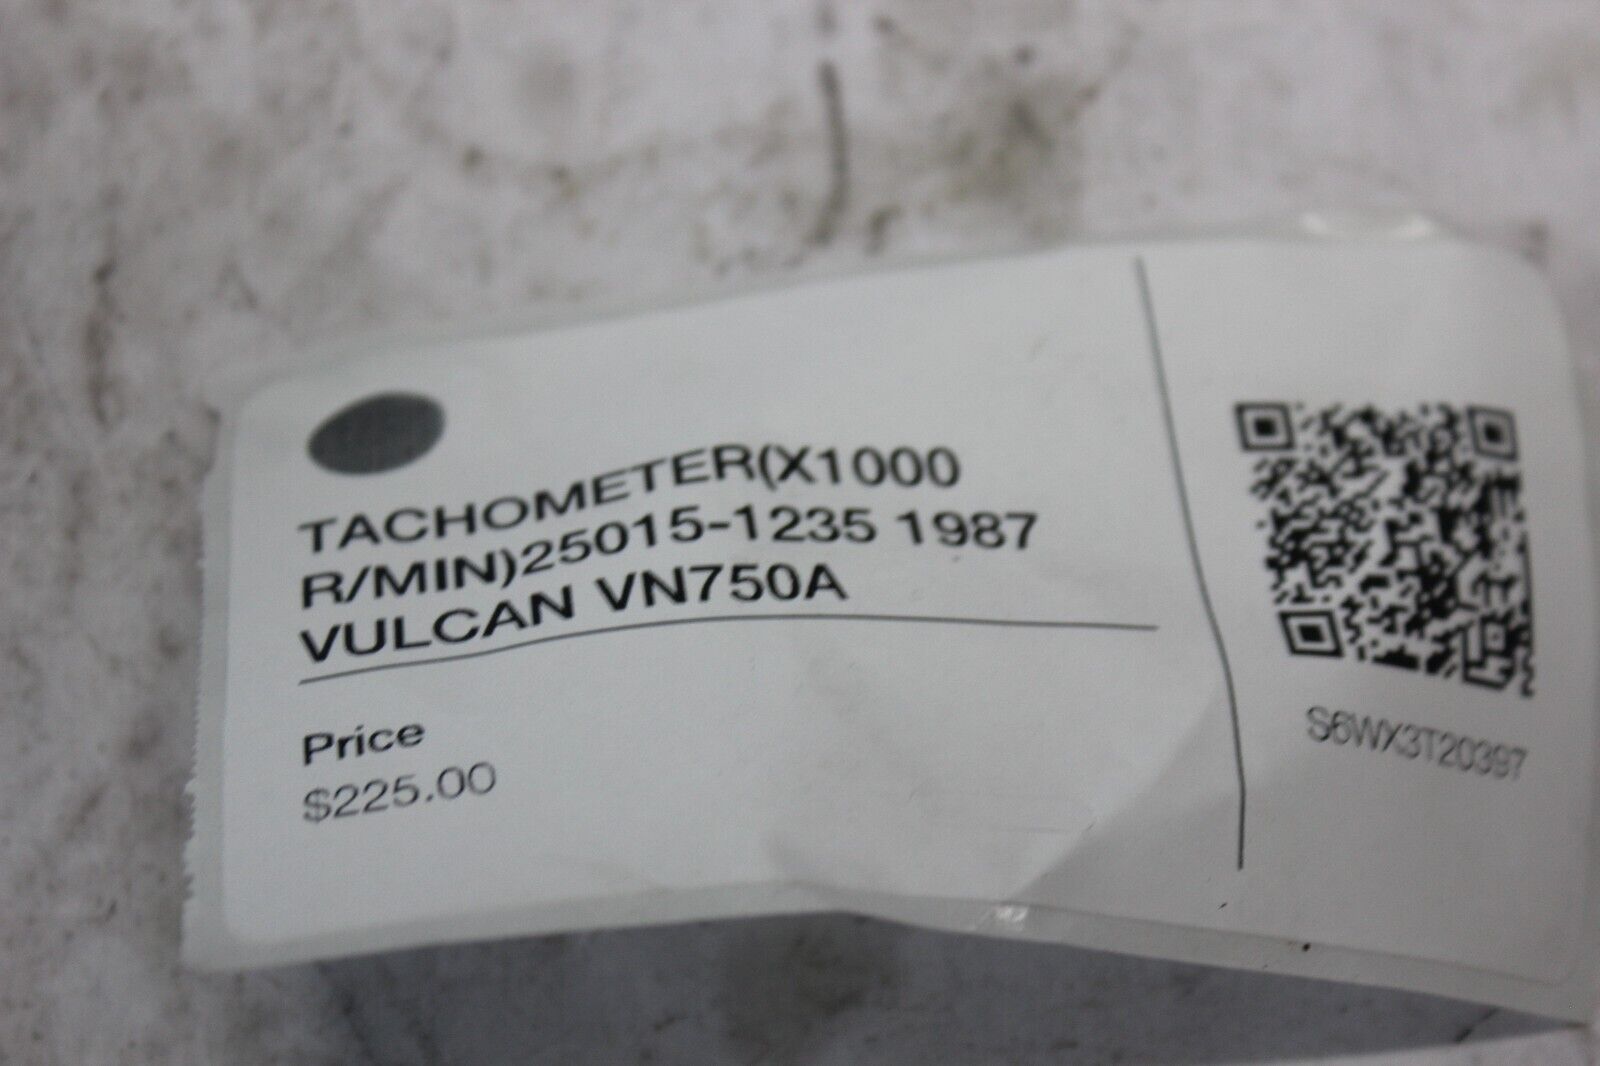 TACHOMETER(X1000
R/MIN)25015-1235 1987
VULCAN VN750A
Price
$225.00
S6WX3T20397